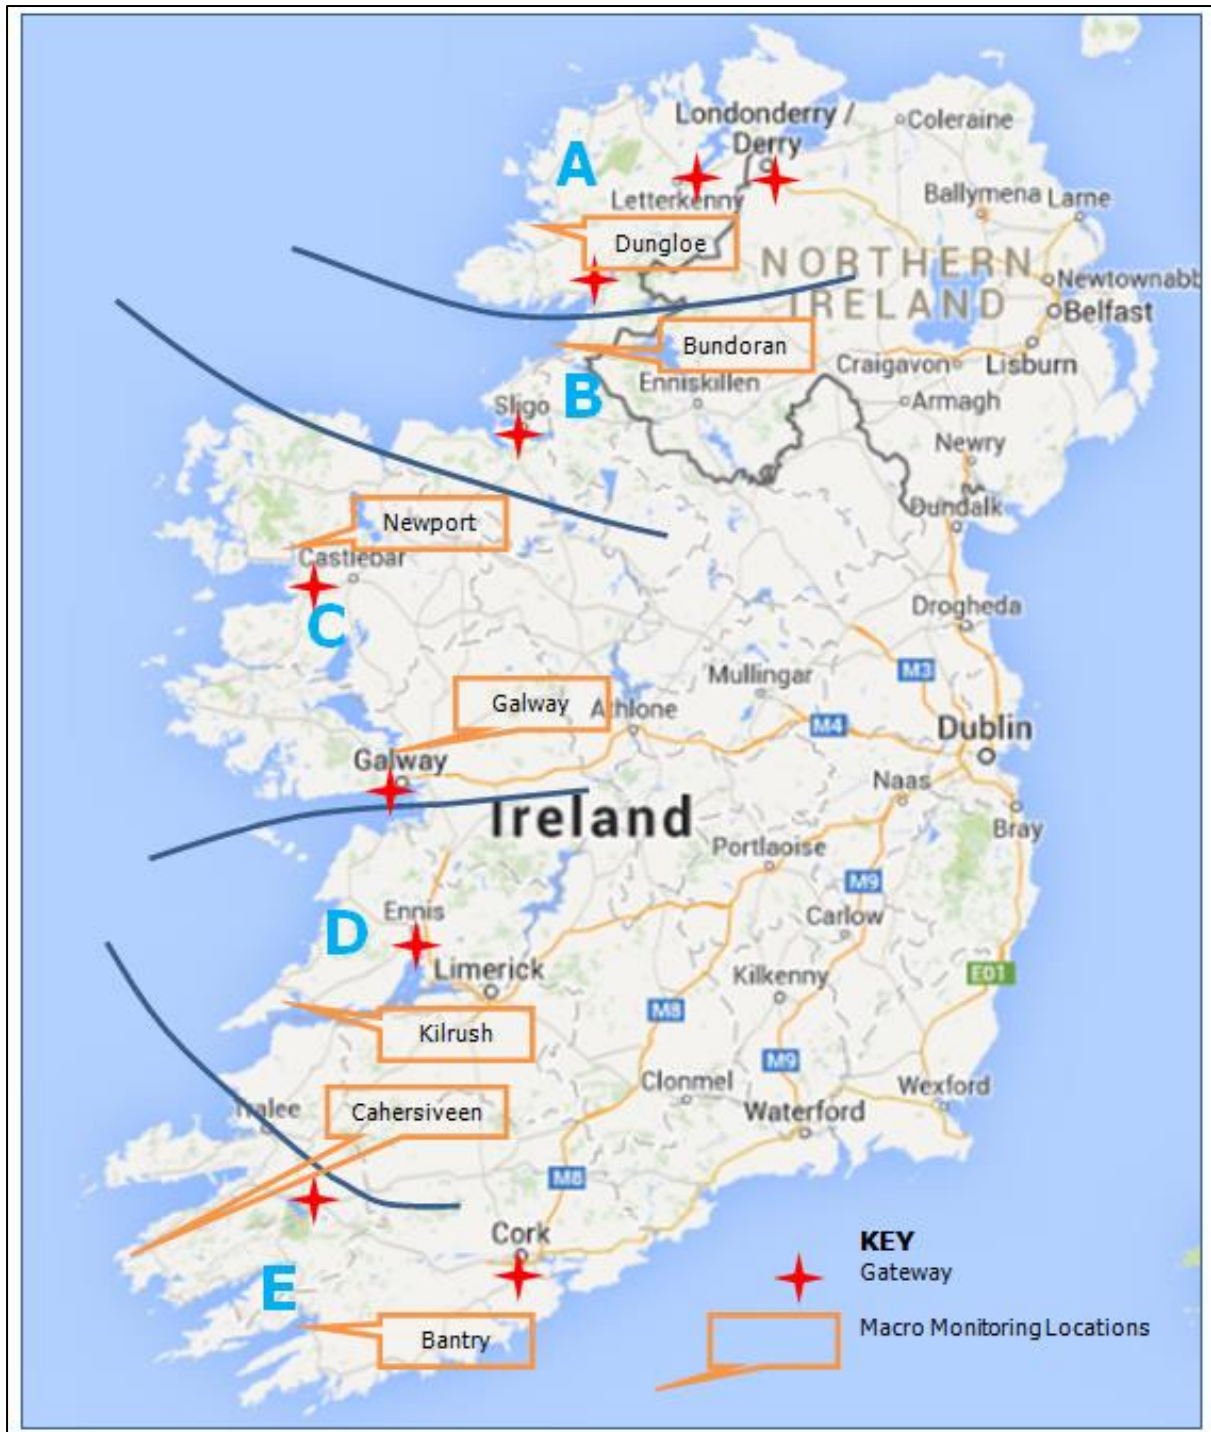 Londonderry /
Derry
Coleraine
A
Letterkenny
Ballymena
Larne
Dungloe
NORTHERN
IRELAND
Newtownabb
Belfast
Bundoran
Craigavon
Lisburn
Enniskillen
B
Sligo
Armagh
Newry
Newport
Dundalk
Castlebar
C
Drogheda
M3
Mullingar
Galway
Athlone
M4
Dublin
Galway
Naas
Ireland
Bray
Portlaoise
M9
Ennis
D
Carlow
Limerick
Kilkenny
E01
M8
Kilrush
M9
Clonmel
Wexford
Cahersiveen
Tralee
Waterford
M8
Cork
KEY
Gateway
E
Bantry
Macro Monitoring Locations